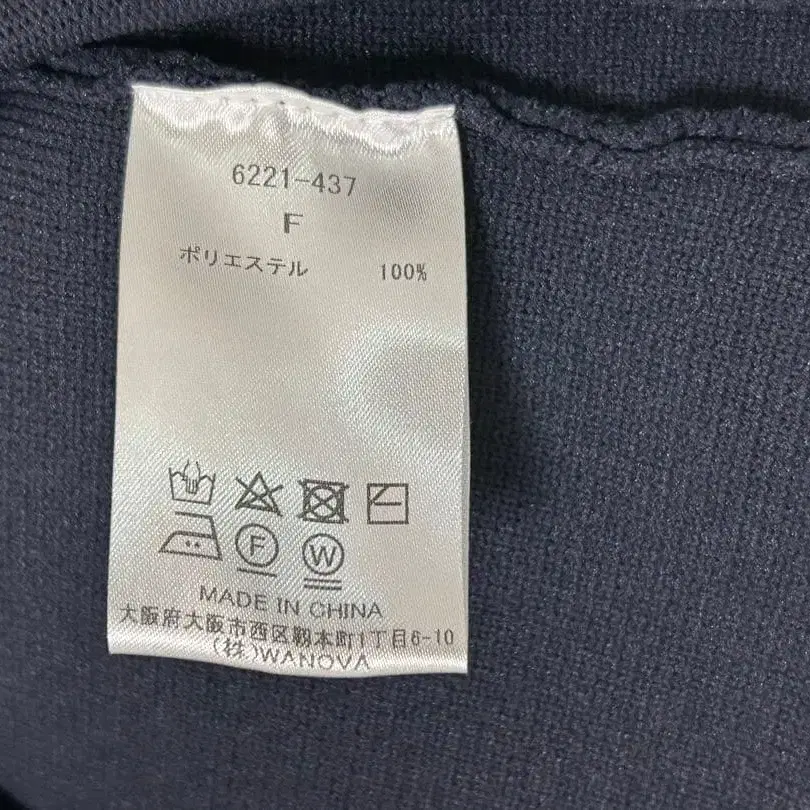 6221-437
F
ポリエステル 100%
F W
MADE IN CHINA
大阪府大阪市西区靱本町1丁目6-10
(株)WANOVA